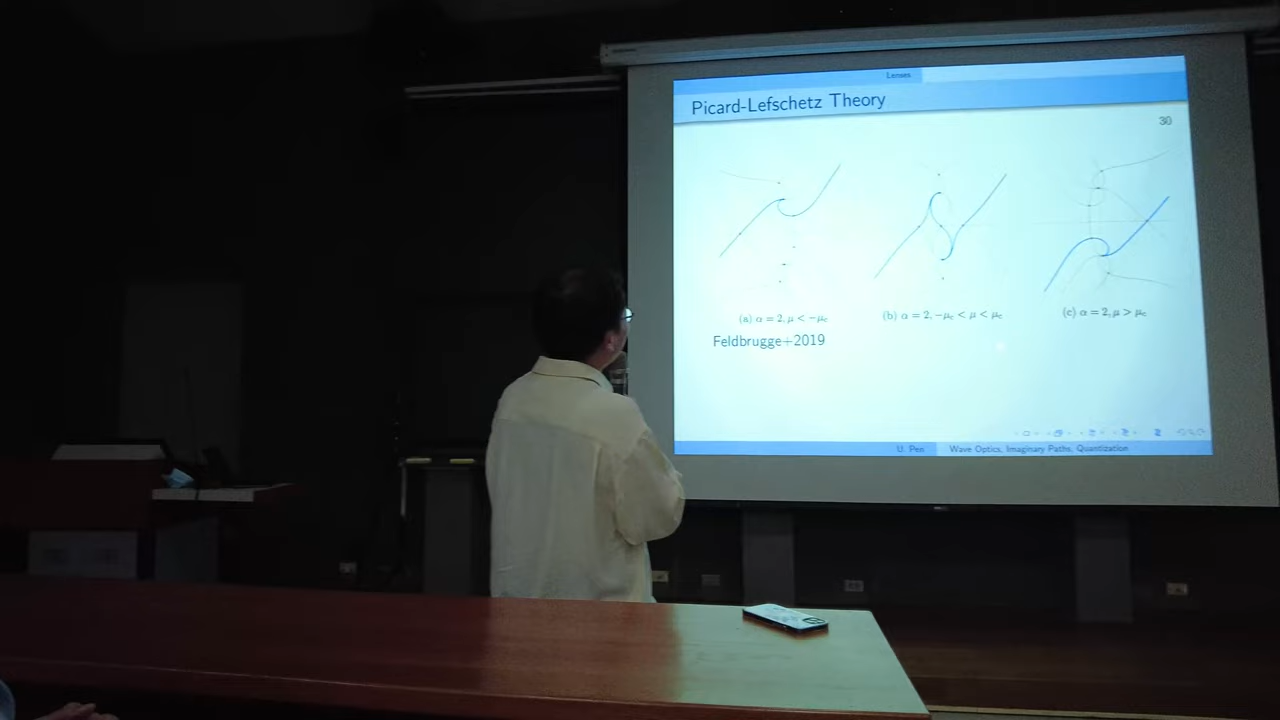 Lenses
Picard-Lefschetz Theory
30
(a) α = 2, μ < −μc
(b) α = 2, −μc < μ < μc
(c) α = 2, μ > μc
Feldbrugge+2019
U. Pen
Wave Optics, Imaginary Paths, Quantization